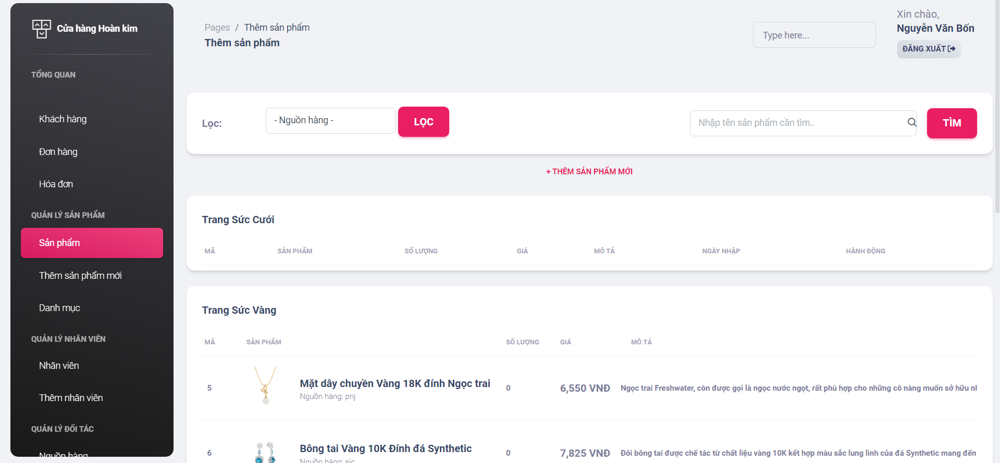 Cửa hàng Hoàn kim
TỔNG QUAN
Khách hàng
Đơn hàng
Hóa đơn
QUẢN LÝ SẢN PHẨM
Sản phẩm
Thêm sản phẩm mới
Danh mục
QUẢN LÝ NHÂN VIÊN
Nhân viên
Thêm nhân viên
QUẢN LÝ ĐỐI TÁC
Nguồn hàng
Pages / Thêm sản phẩm
Thêm sản phẩm
Type here...
Xin chào,
Nguyễn Văn Bốn
ĐĂNG XUẤT
Lọc:
- Nguồn hàng -
LỌC
Nhập tên sản phẩm cần tìm..
TÌM
+ THÊM SẢN PHẨM MỚI
Trang Sức Cưới
MÃ SẢN PHẨM SỐ LƯỢNG GIÁ MÔ TẢ NGÀY NHẬP HÀNH ĐỘNG
Trang Sức Vàng
MÃ SẢN PHẨM SỐ LƯỢNG GIÁ MÔ TẢ
5 Mặt dây chuyền Vàng 18K đính Ngọc trai 0 6,550 VNĐ Ngọc trai Freshwater, còn được gọi là ngọc nước ngọt, rất phù hợp cho những cô nàng muốn sở hữu
Nguồn hàng: pnj
6 Bông tai Vàng 10K Đính đá Synthetic 0 7,825 VNĐ Đôi bông tai được chế tác từ chất liệu vàng 10K kết hợp màu sắc lung linh của đá Synthetic mang đến
Nguồn hàng: sjc